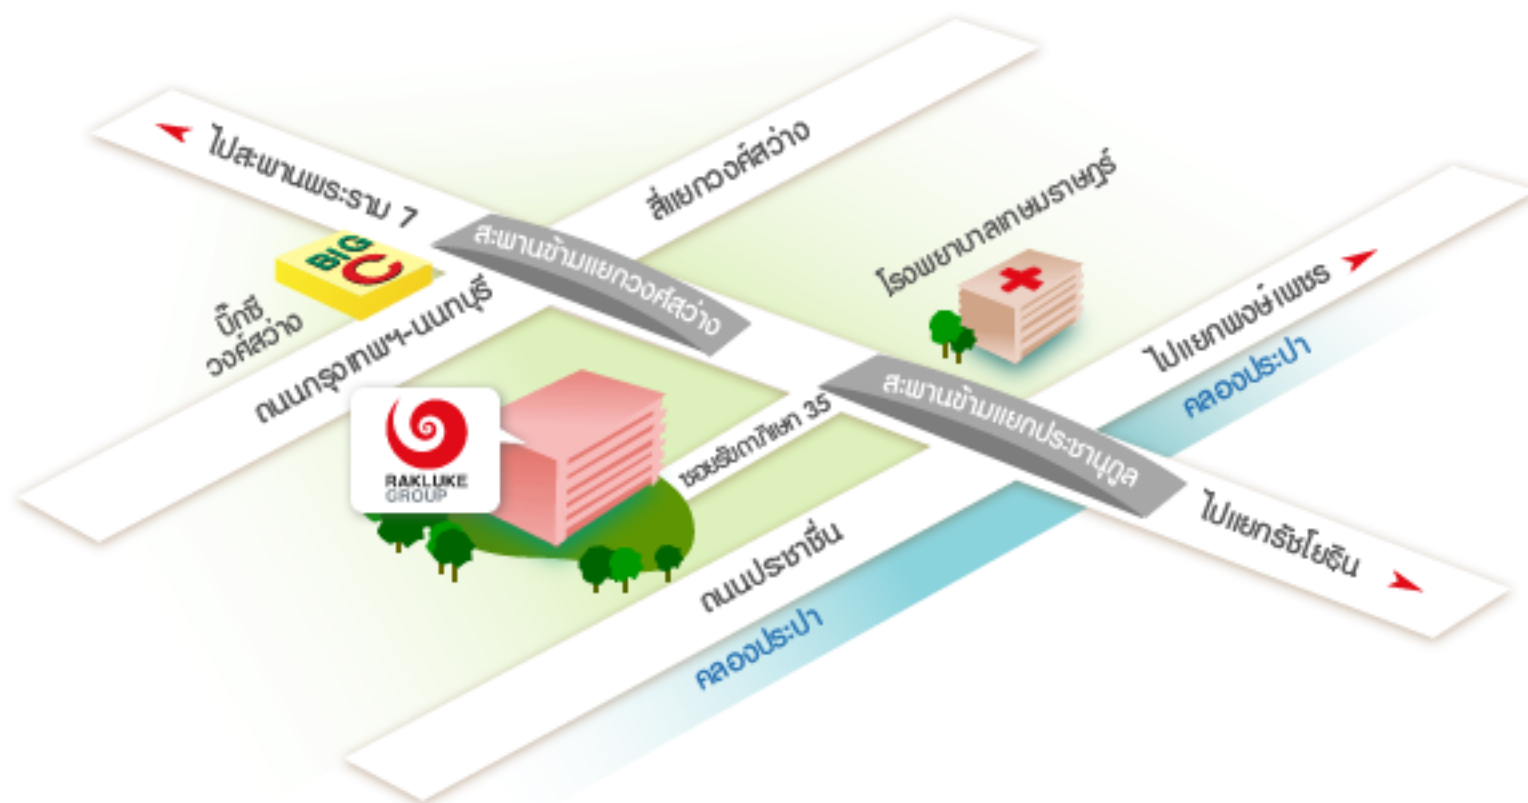 ไปสะพานพระราม 7
สี่แยกวงศ์สว่าง
สะพานข้ามแยกวงศ์สว่าง
BIG
C
บิ๊กซี
วงศ์สว่าง
ถนนกรุงเทพฯ-นนทบุรี
โรงพยาบาลเกษมราษฎร์
ไปแยกพงษ์เพชร
คลองประปา
สะพานข้ามแยกประชานุกูล
ซอยรัชดาภิเษก 35
RAKLUKE
GROUP
ไปแยกรัชโยธิน
ถนนประชาชื่น
คลองประปา